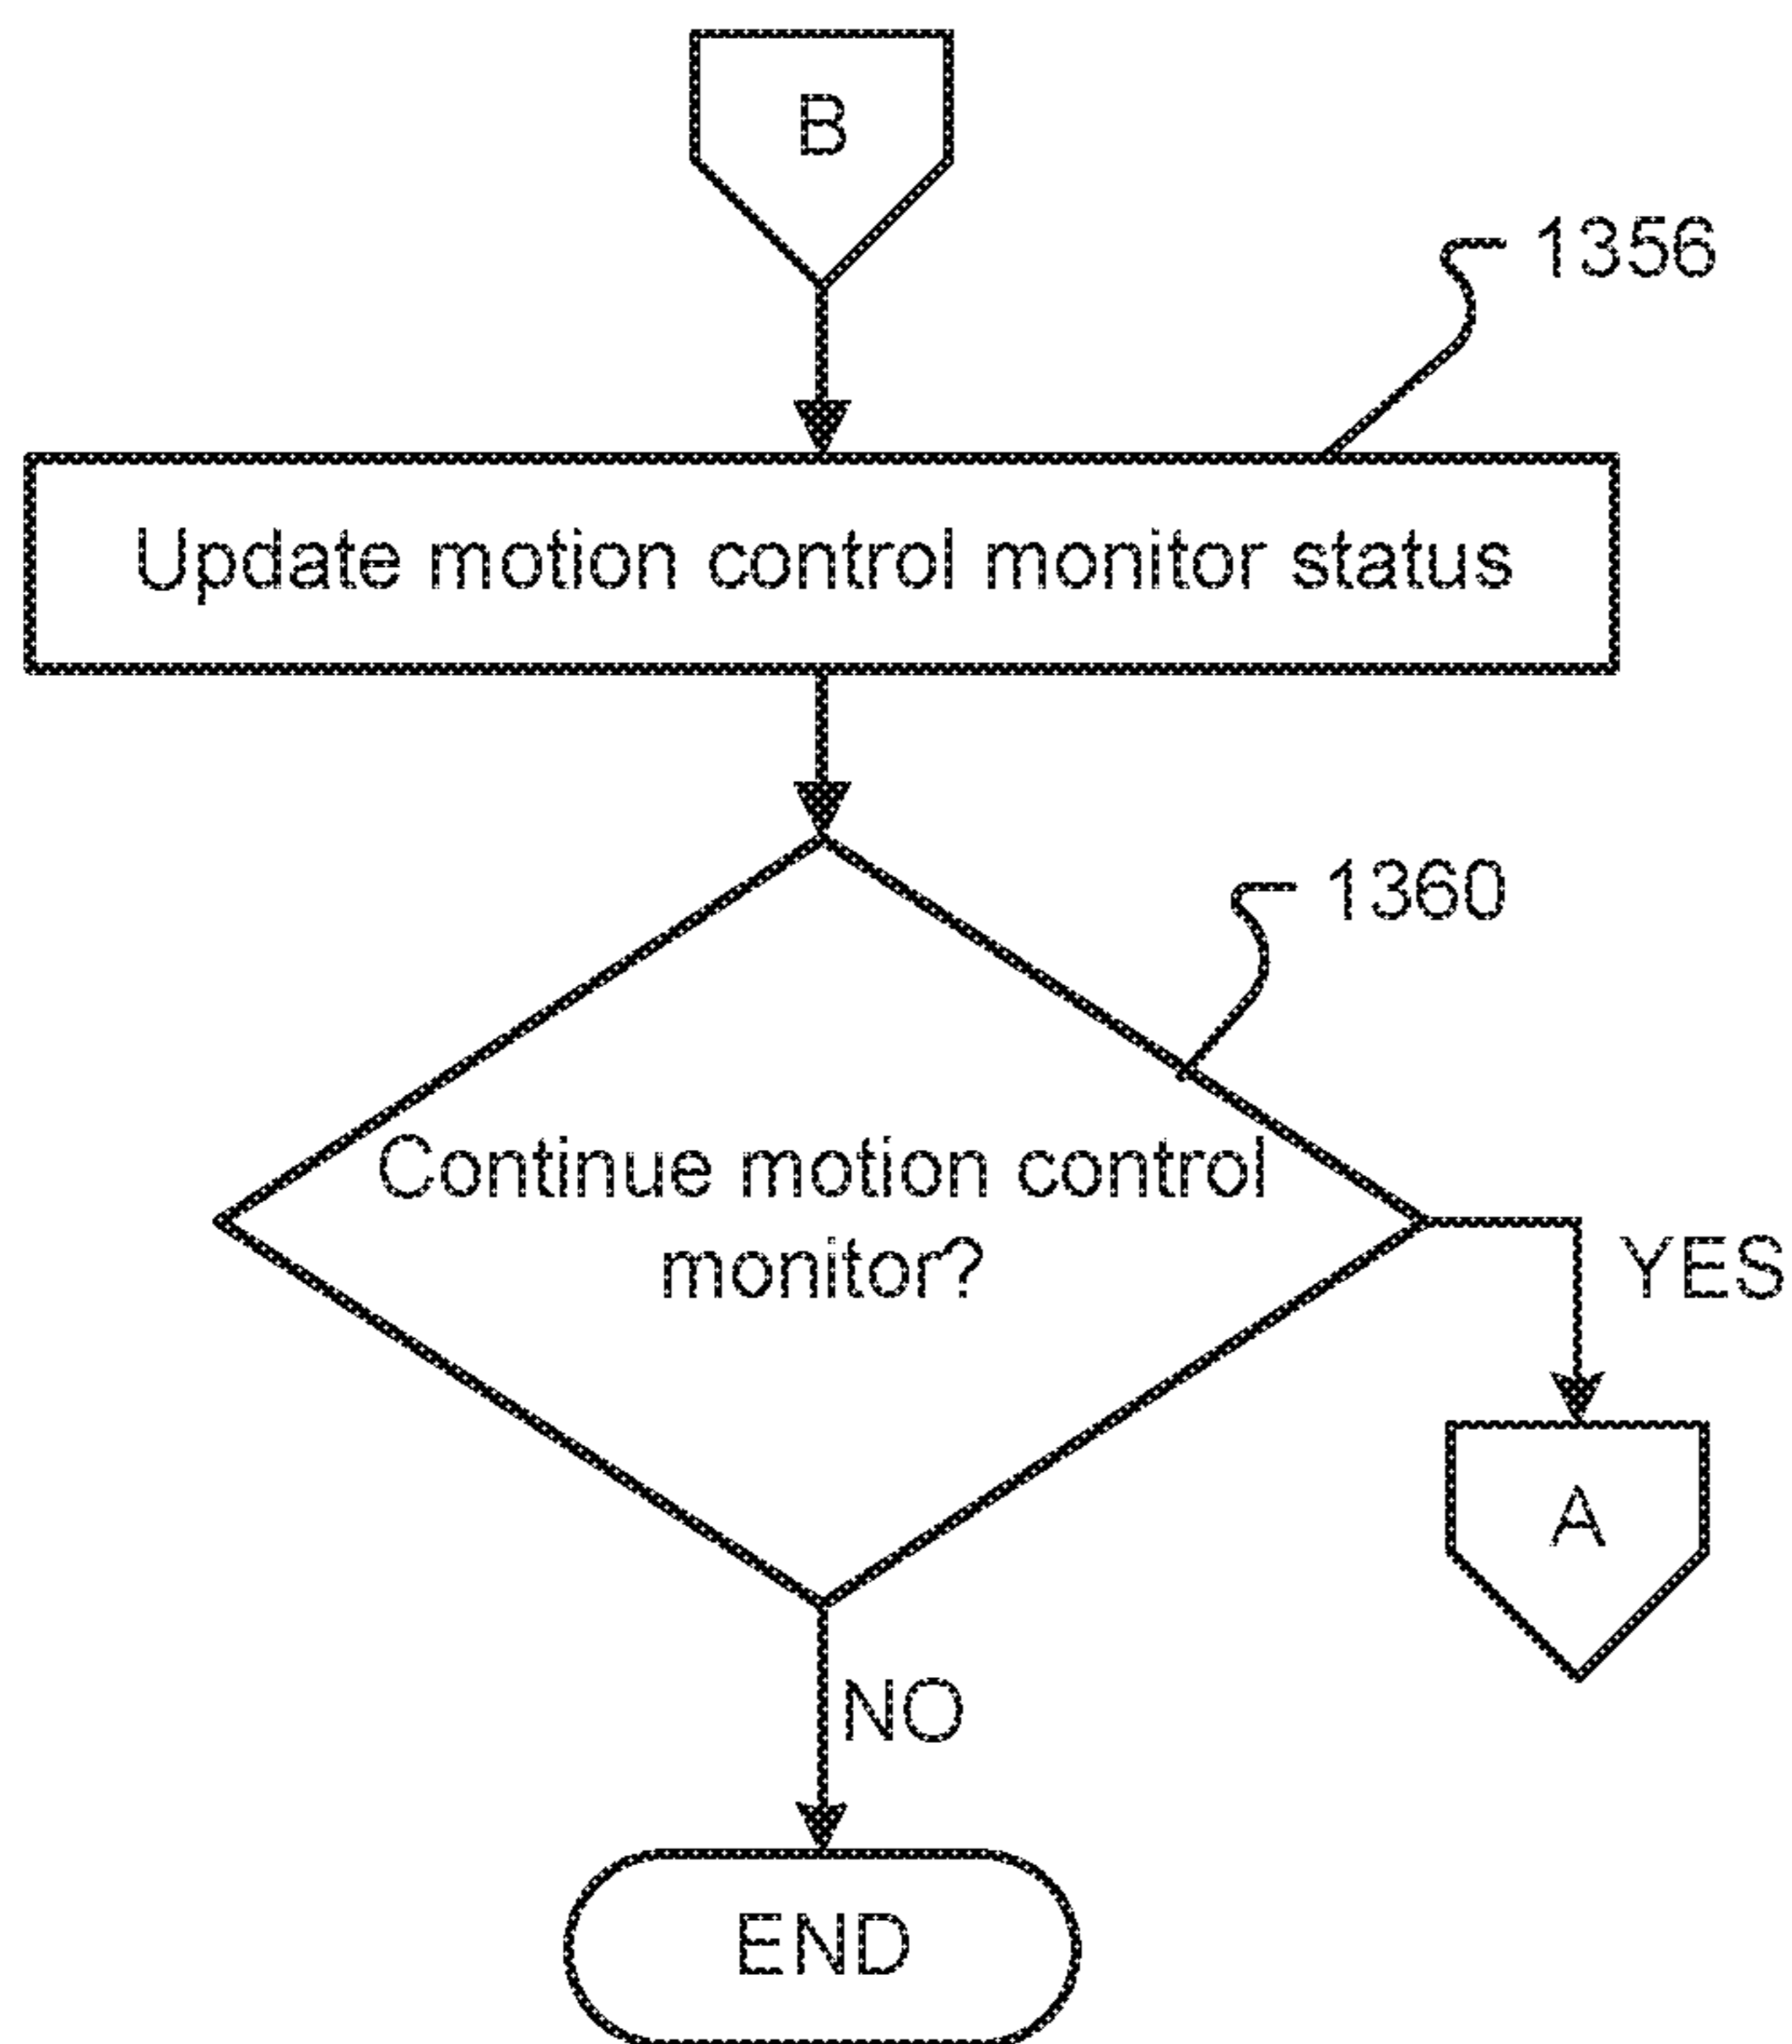 B
1356
Update motion control monitor status
1360
Continue motion control
monitor?
YES
A
NO
END